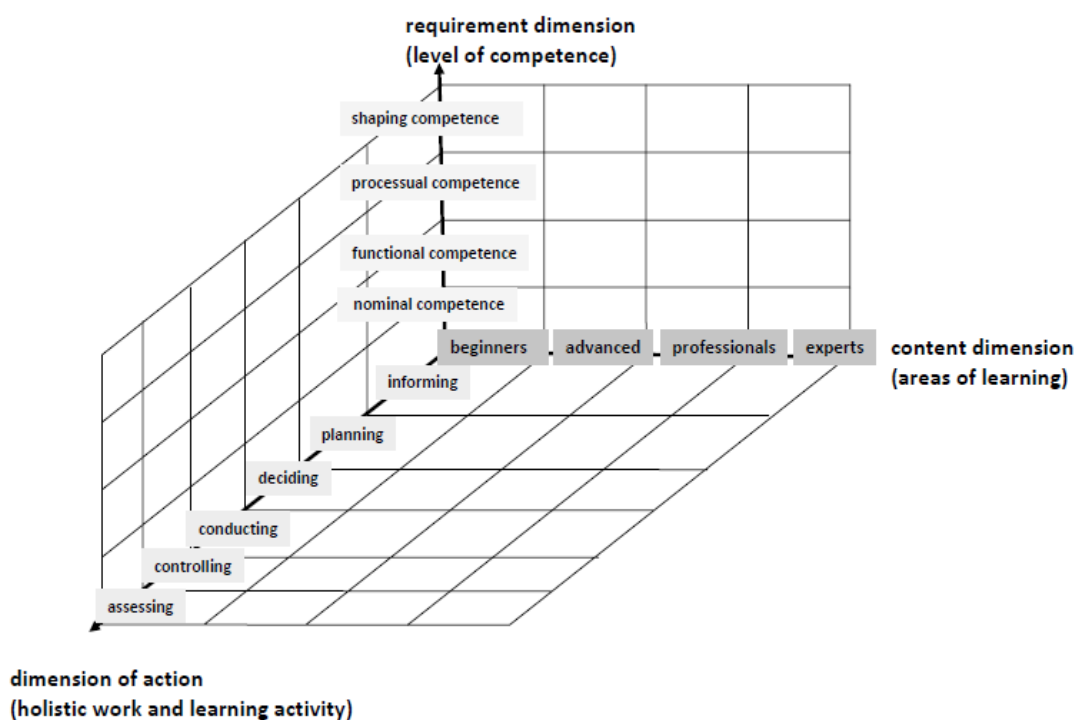 requirement dimension
(level of competence)
shaping competence
processual competence
functional competence
nominal competence
beginners
advanced
professionals
experts
content dimension
(areas of learning)
informing
planning
deciding
conducting
controlling
assessing
dimension of action
(holistic work and learning activity)